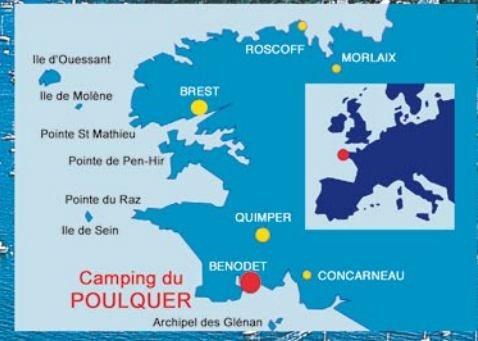 ROSCOFF
MORLAIX
Ile d'Ouessant
Ile de Molène
BREST
Pointe St Mathieu
Pointe de Pen-Hir
Pointe du Raz
Ile de Sein
QUIMPER
BENODET
CONCARNEAU
Camping du
POULQUER
Archipel des Glénan